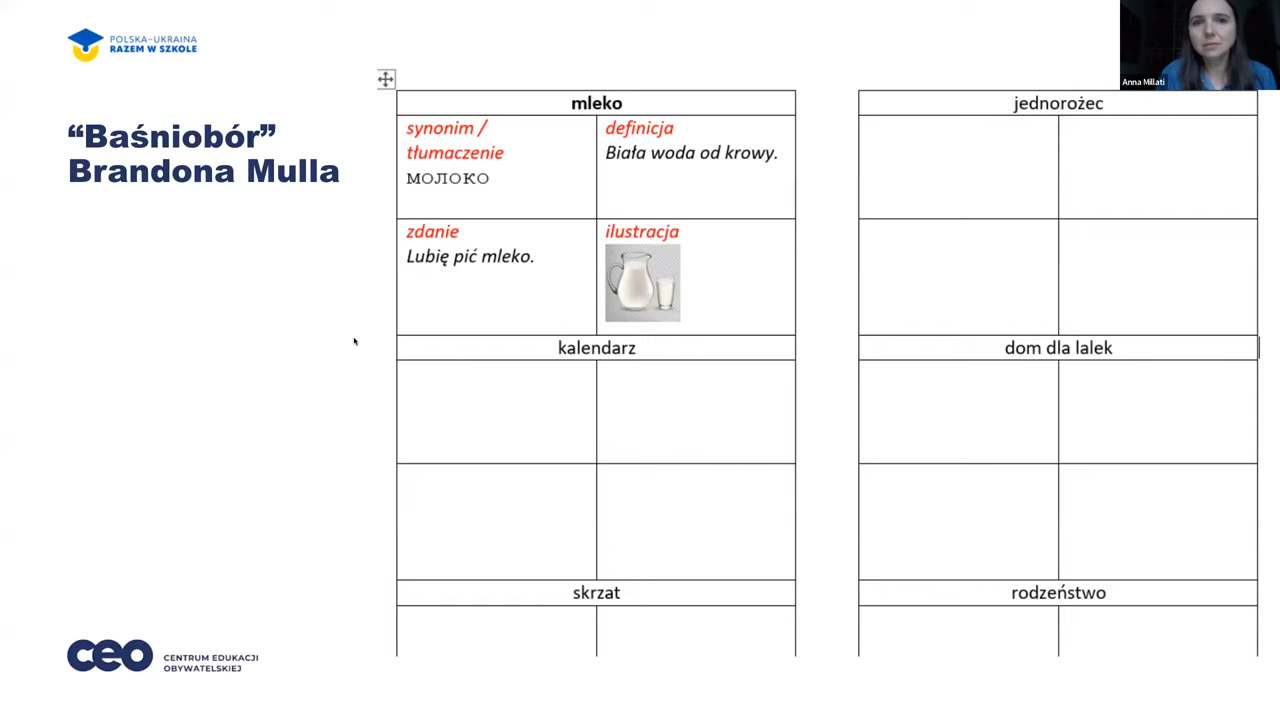 POLSKA-UKRAINA
RAZEM W SZKOLE
Anna Millati
“Baśniobór”
Brandona Mulla
mleko
synonim /
tłumaczenie
молоко
definicja
Biała woda od krowy.
zdanie
Lubię pić mleko.
ilustracja
kalendarz
skrzat
jednorożec
dom dla lalek
rodzeństwo
ceo
CENTRUM EDUKACJI
OBYWATELSKIEJ